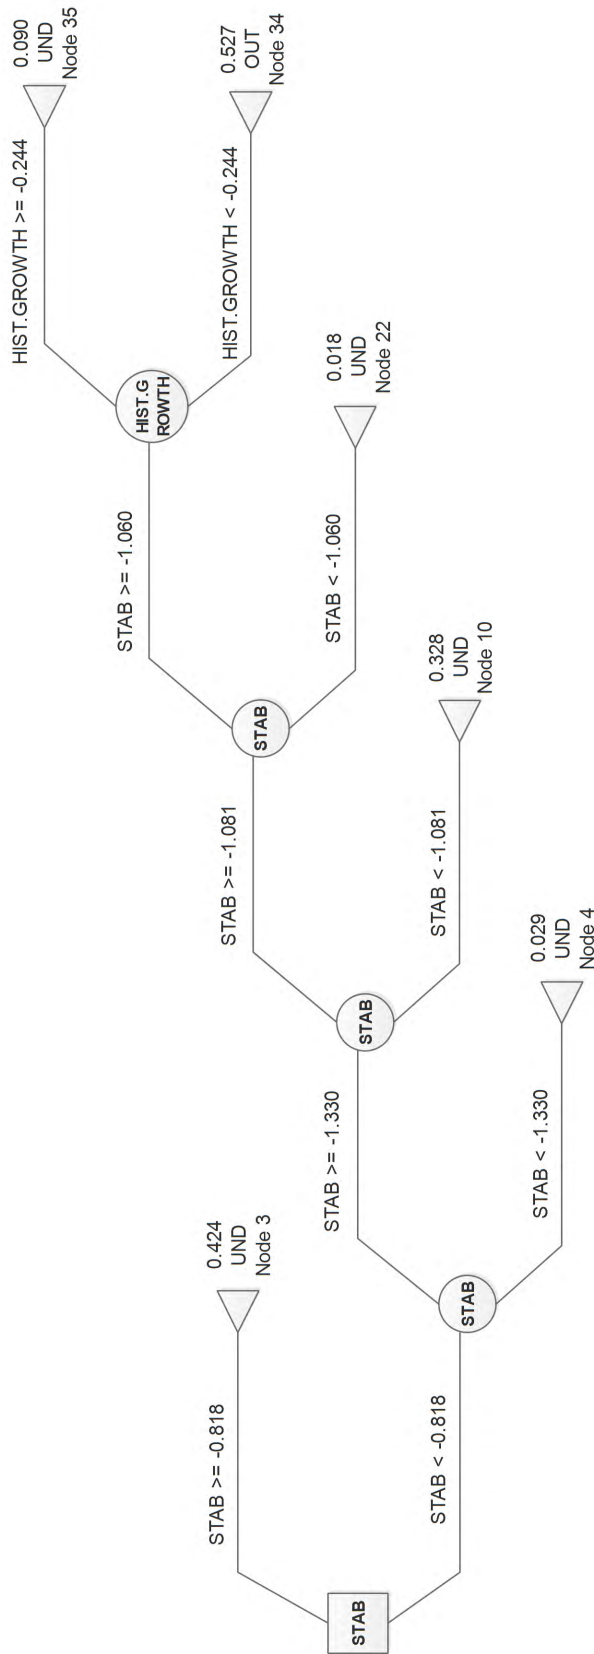 STAB
STAB >= -0.818
0.424
UND
Node 3
STAB < -0.818
STAB
STAB >= -1.330
STAB < -1.330
0.029
UND
Node 4
STAB
STAB >= -1.081
STAB < -1.081
0.328
UND
Node 10
STAB
STAB >= -1.060
STAB < -1.060
0.018
UND
Node 22
HIST.G
ROWTH
HIST.GROWTH >= -0.244
0.090
UND
Node 35
HIST.GROWTH < -0.244
0.527
OUT
Node 34